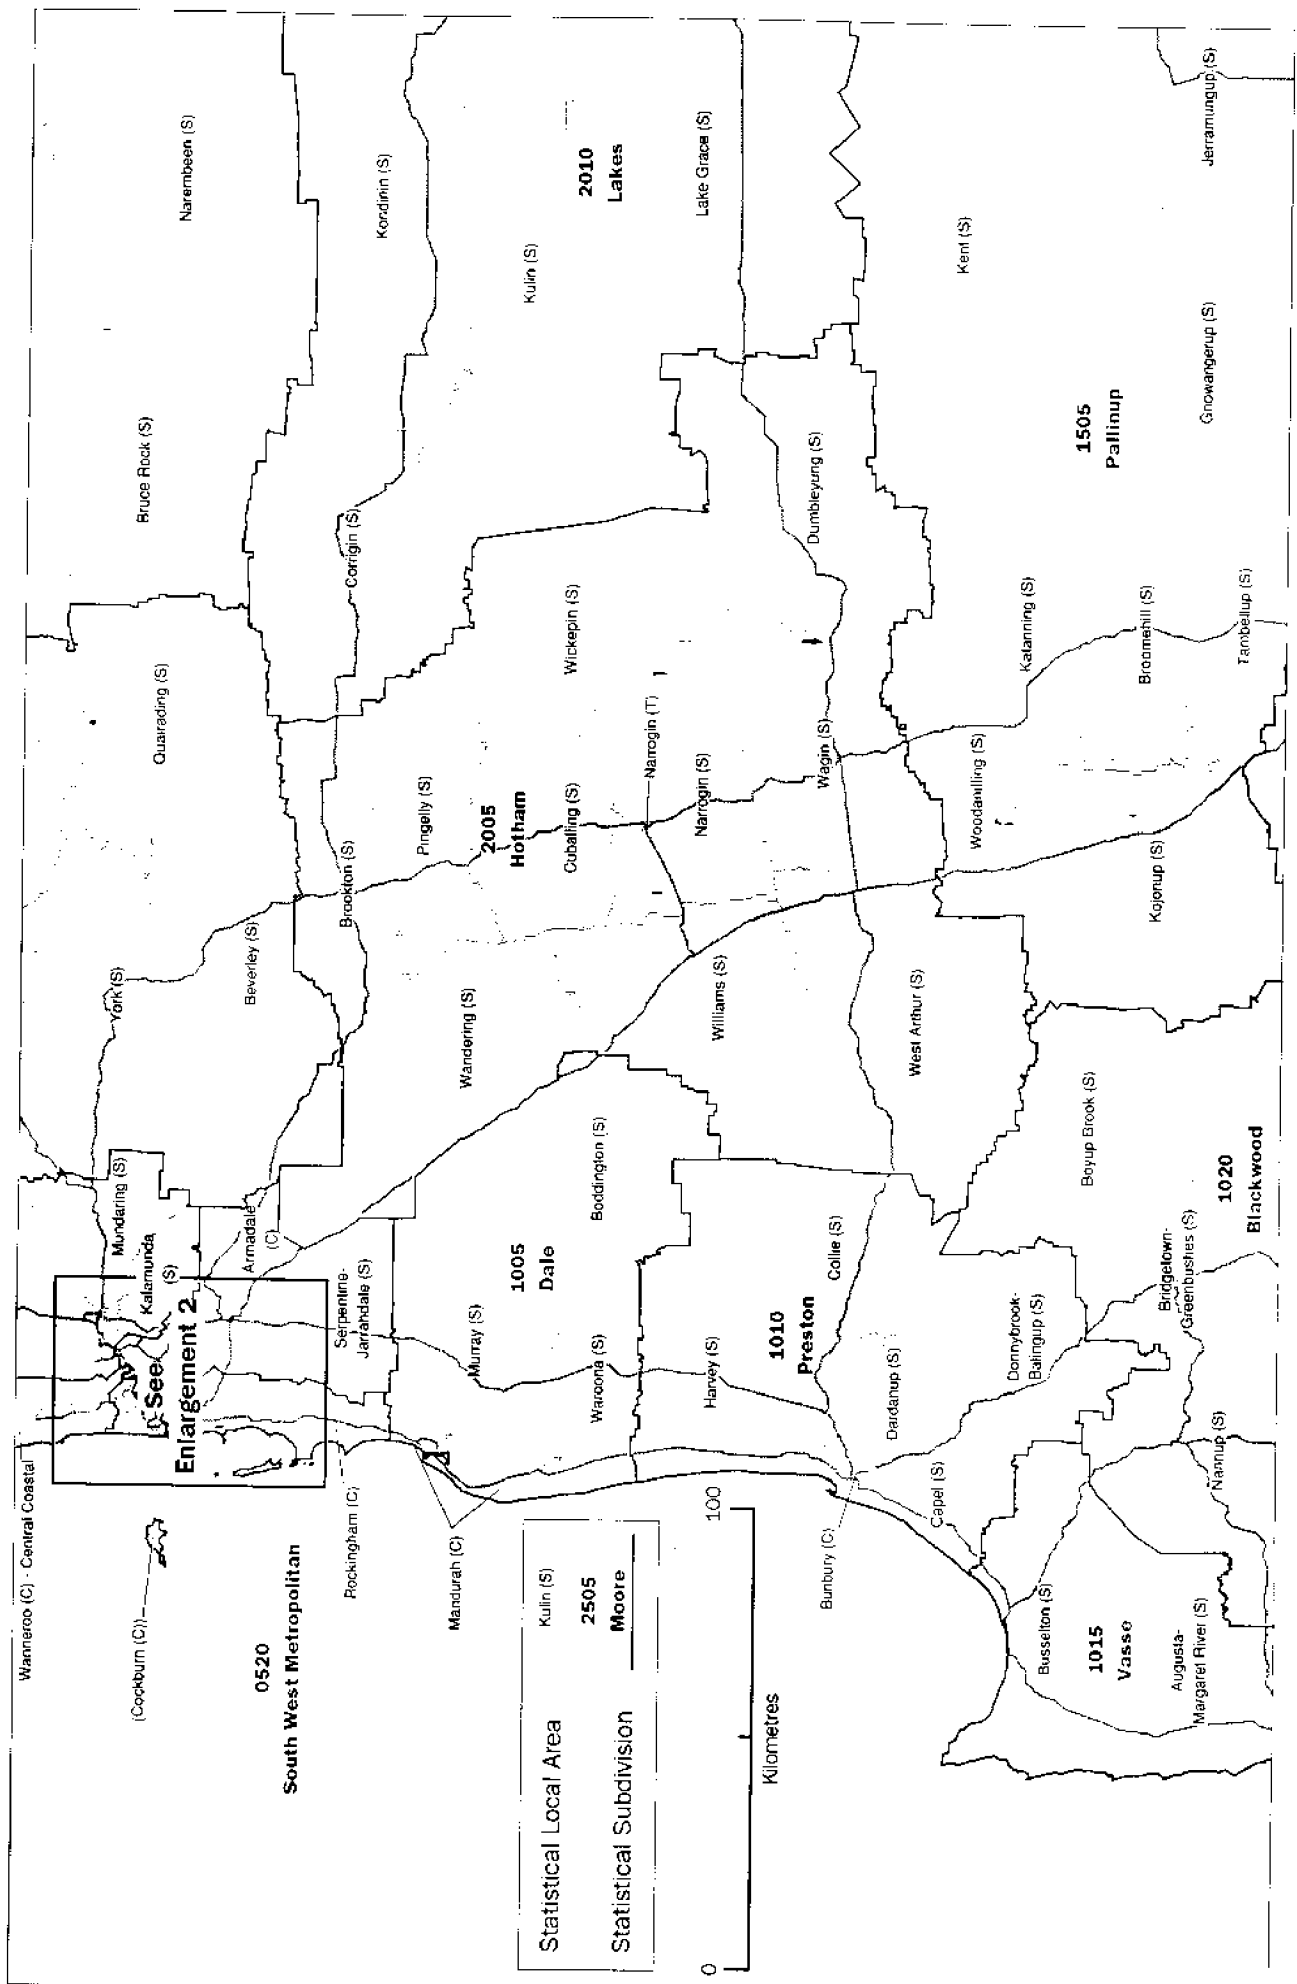 Wanneroo (C) - Central Coastal
(Cockburn (C))
0520
South West Metropolitan
Rockingham (C)
Mandurah (C)
See
Enlargement 2
Mundaring (S)
Kalamunda
(S)
Armadale
(C)
Serpentine-
Jarrahdale (S)
York (S)
Beverley (S)
Quairading (S)
Bruce Rock (S)
Narembeen (S)
Brookton (S)
Corrigin (S)
Kondinin (S)
Murray (S)
Wandering (S)
Pingelly (S)
2005
Hotham
Kulin (S)
2010
Lakes
1005
Dale
Waroona (S)
Boddington (S)
Cuballing (S)
Wickepin (S)
Narrogin (T)
Narrogin (S)
Lake Grace (S)
Harvey (S)
Williams (S)
1010
Preston
Collie (S)
Wagin (S)
Dumbleyung (S)
Bunbury (C)
Dardanup (S)
West Arthur (S)
Capel (S)
Woodanilling (S)
Kent (S)
Donnybrook-
Balingup (S)
Katanning (S)
Busselton (S)
1015
Vasse
Boyup Brook (S)
1505
Pallinup
Broomehill (S)
Kojonup (S)
Augusta-
Margaret River (S)
Nannup (S)
Bridgetown-
Greenbushes (S)
1020
Blackwood
Tambellup (S)
Gnowangerup (S)
Jerramungup (S)
Statistical Local Area
Kulin (S)
Statistical Subdivision
2505
Moore
0
100
Kilometres